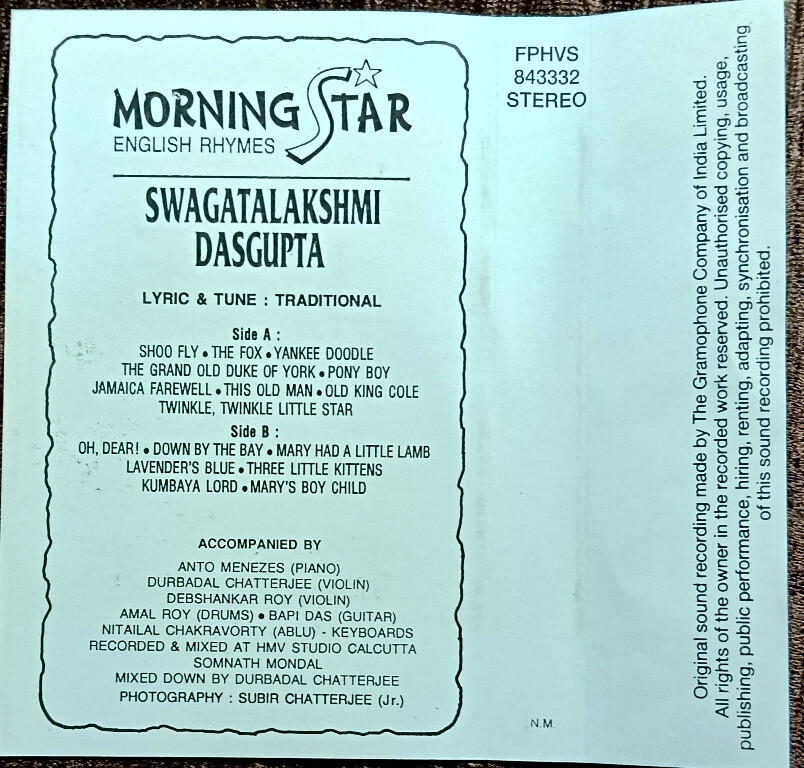 MORNING STAR
ENGLISH RHYMES
SWAGATALAKSHMI
DASGUPTA
LYRIC & TUNE : TRADITIONAL
Side A :
SHOO FLY • THE FOX • YANKEE DOODLE
THE GRAND OLD DUKE OF YORK • PONY BOY
JAMAICA FAREWELL • THIS OLD MAN • OLD KING COLE
TWINKLE, TWINKLE LITTLE STAR
Side B :
OH, DEAR! • DOWN BY THE BAY • MARY HAD A LITTLE LAMB
LAVENDER'S BLUE • THREE LITTLE KITTENS
KUMBAYA LORD • MARY'S BOY CHILD
ACCOMPANIED BY
ANTO MENEZES (PIANO)
DURBADAL CHATTERJEE (VIOLIN)
DEBSHANKAR ROY (VIOLIN)
AMAL ROY (DRUMS) • BAPI DAS (GUITAR)
NITAILAL CHAKRAVORTY (ABLU) - KEYBOARDS
RECORDED & MIXED AT HMV STUDIO CALCUTTA
SOMNATH MONDAL
MIXED DOWN BY DURBADAL CHATTERJEE
PHOTOGRAPHY : SUBIR CHATTERJEE (Jr.)
FPHVS
843332
STEREO
N.M.
Original sound recording made by The Gramophone Company of India Limited.
All rights of the owner in the recorded work reserved. Unauthorised copying, usage,
publishing, public performance, hiring, renting, adapting, synchronisation and broadcasting
of this sound recording prohibited.